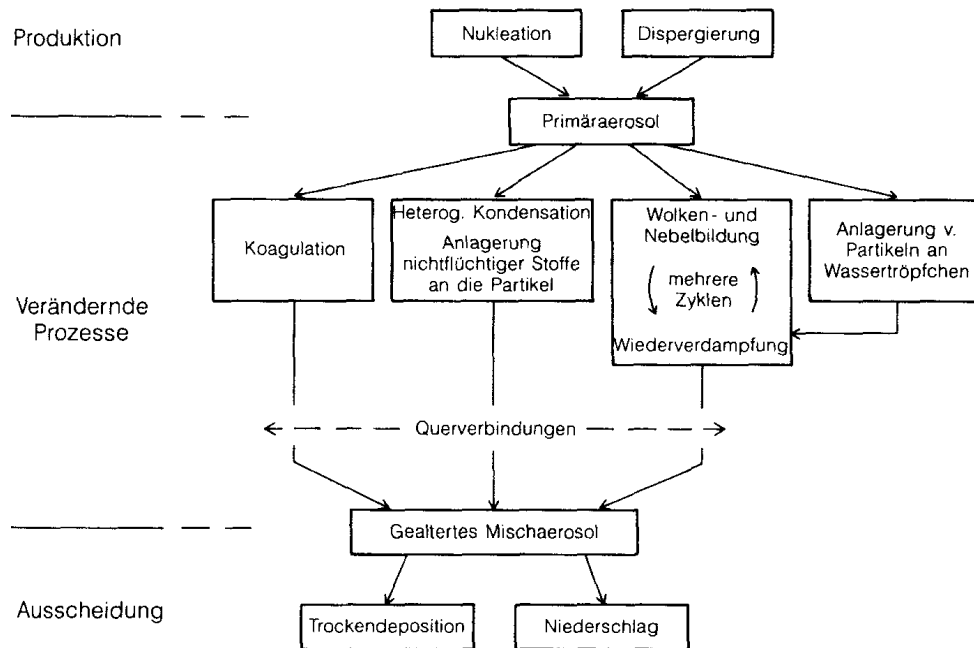 Produktion
Nukleation
Dispergierung
Primäraerosol
Verändernde
Prozesse
Koagulation
Heterog. Kondensation
Anlagerung
nichtflüchtiger Stoffe
an die Partikel
Wolken- und
Nebelbildung
mehrere
Zyklen
Wiederverdampfung
Anlagerung v.
Partikeln an
Wassertröpfchen
Querverbindungen
Gealtertes Mischaerosol
Ausscheidung
Trockendeposition
Niederschlag